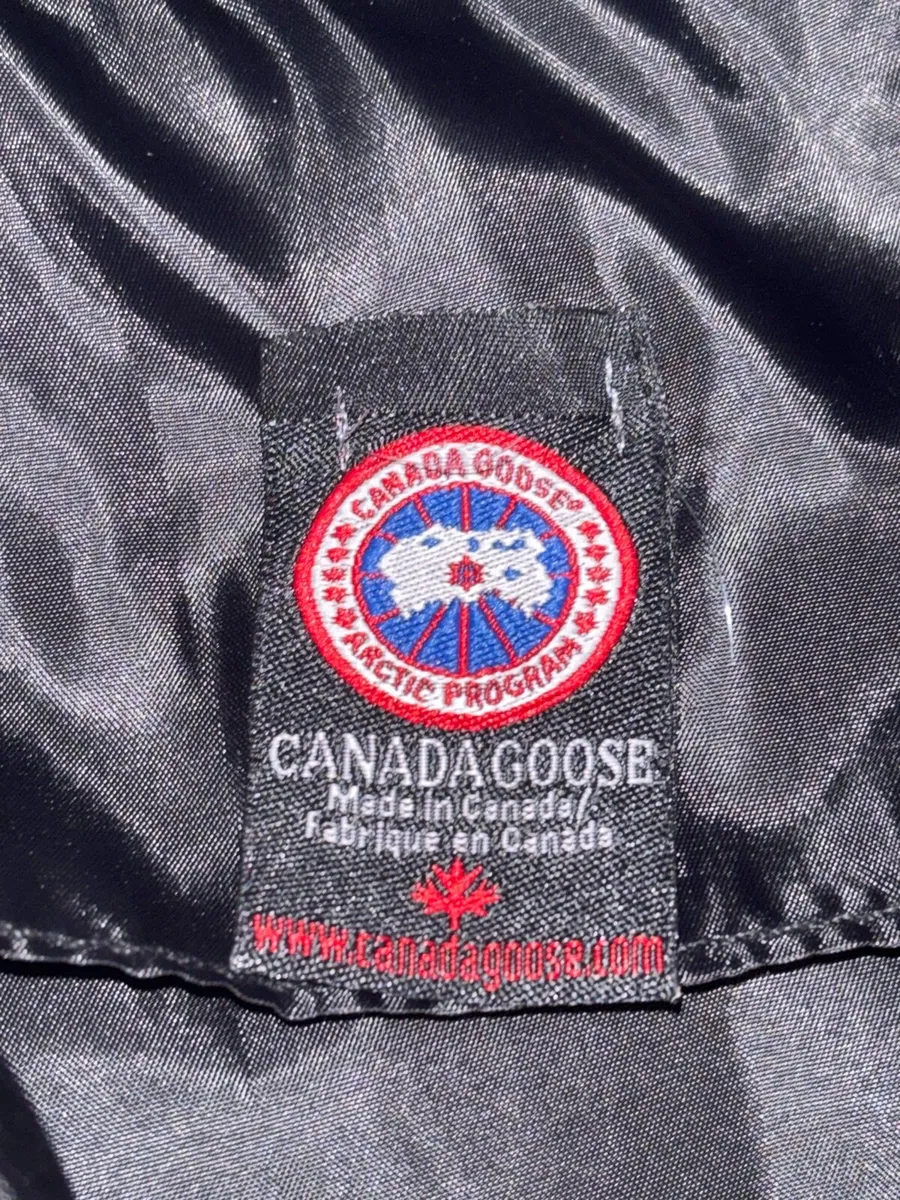 CANADA GOOSE®
ARCTIC PROGRAM
CANADA GOOSE
Made in Canada/
Fabrique en Canada
www.canadagoose.com